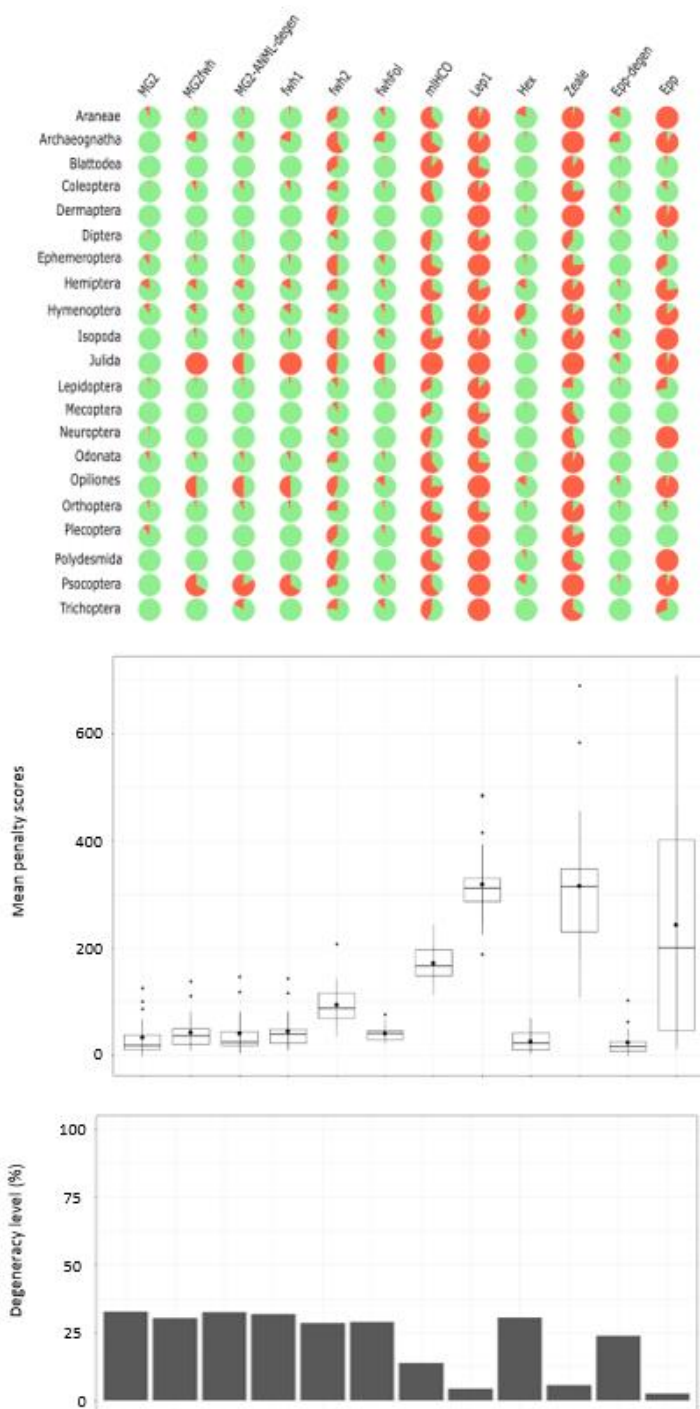 MG2 MG2fwh MG2-ANML-degen fwh1 fwh2 fwhFol mlHCO Lep1 Hex Zeale Epp-degen Epp
Araneae
Archaeognatha
Blattodea
Coleoptera
Dermaptera
Diptera
Ephemeroptera
Hemiptera
Hymenoptera
Isopoda
Julida
Lepidoptera
Mecoptera
Neuroptera
Odonata
Opiliones
Orthoptera
Plecoptera
Polydesmida
Psocoptera
Trichoptera
Mean penalty scores
600
400
200
0
Degeneracy level (%)
100
75
50
25
0